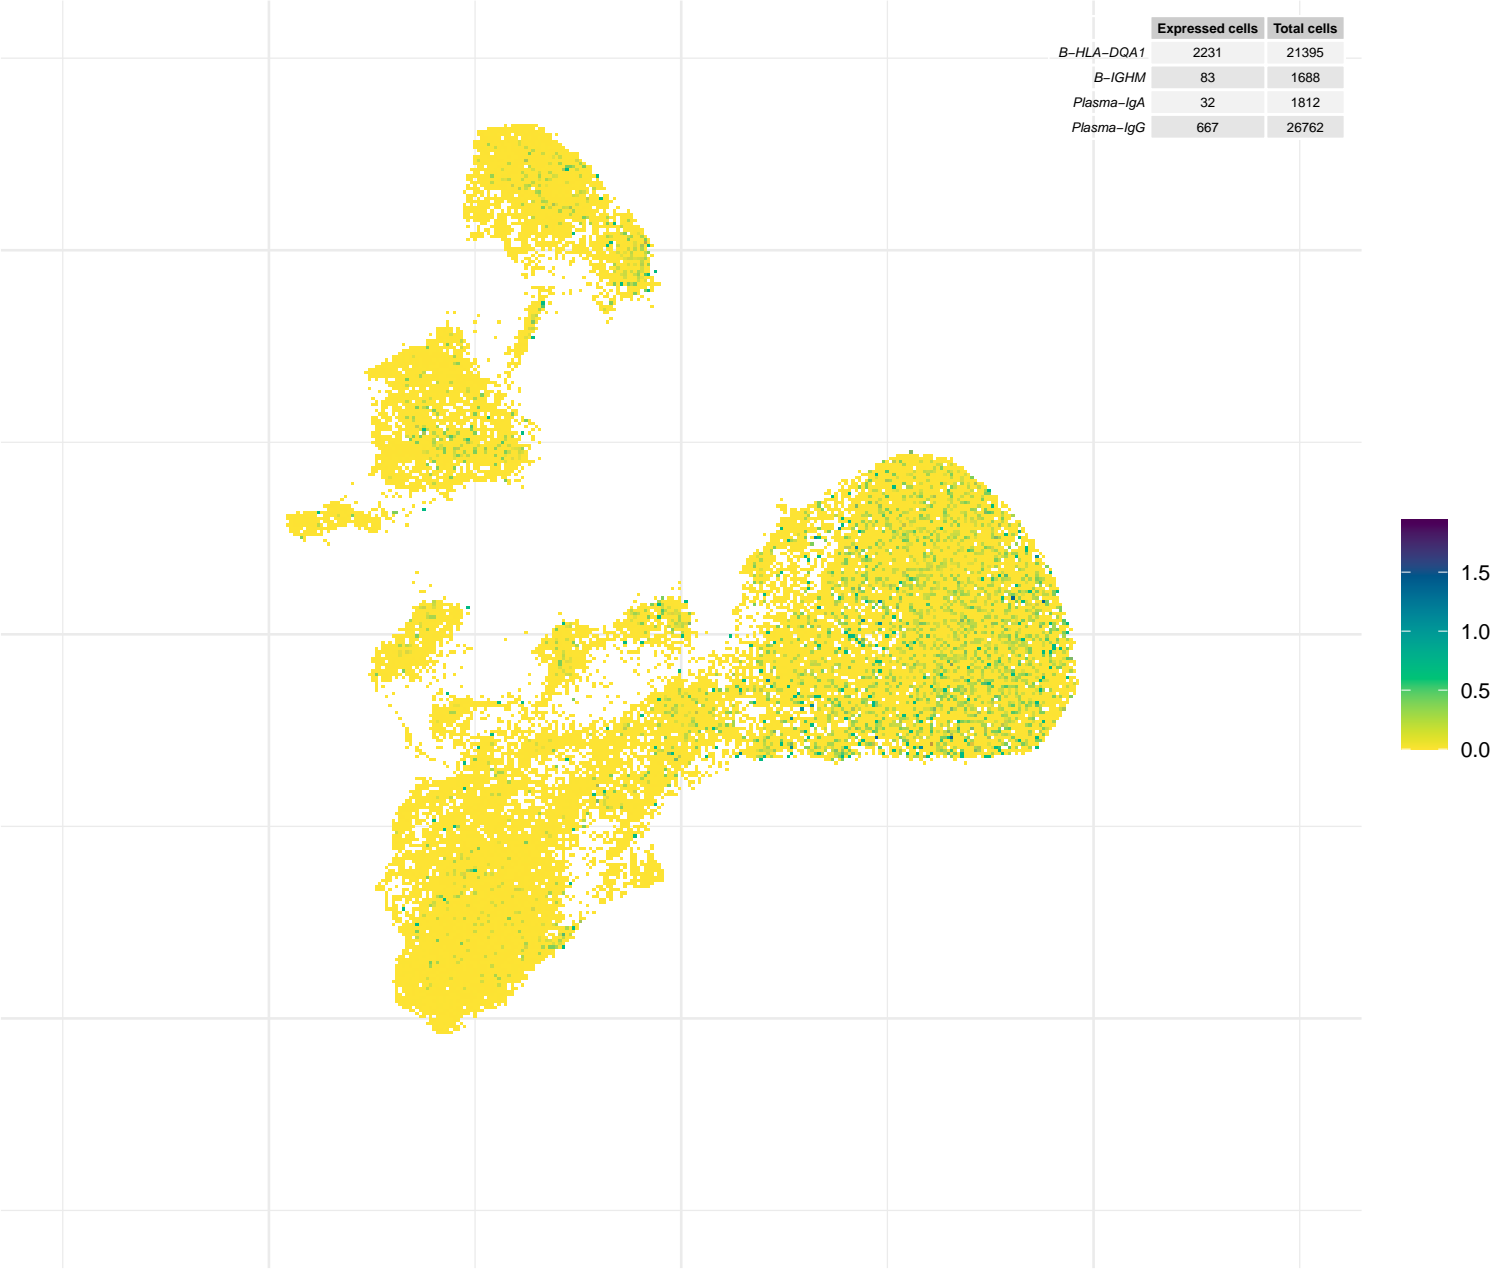 Expressed cells Total cells
B−HLA−DQA1 2231 21395
B−IGHM 83 1688
Plasma−IgA 32 1812
Plasma−IgG 667 26762
1.5
1.0
0.5
0.0